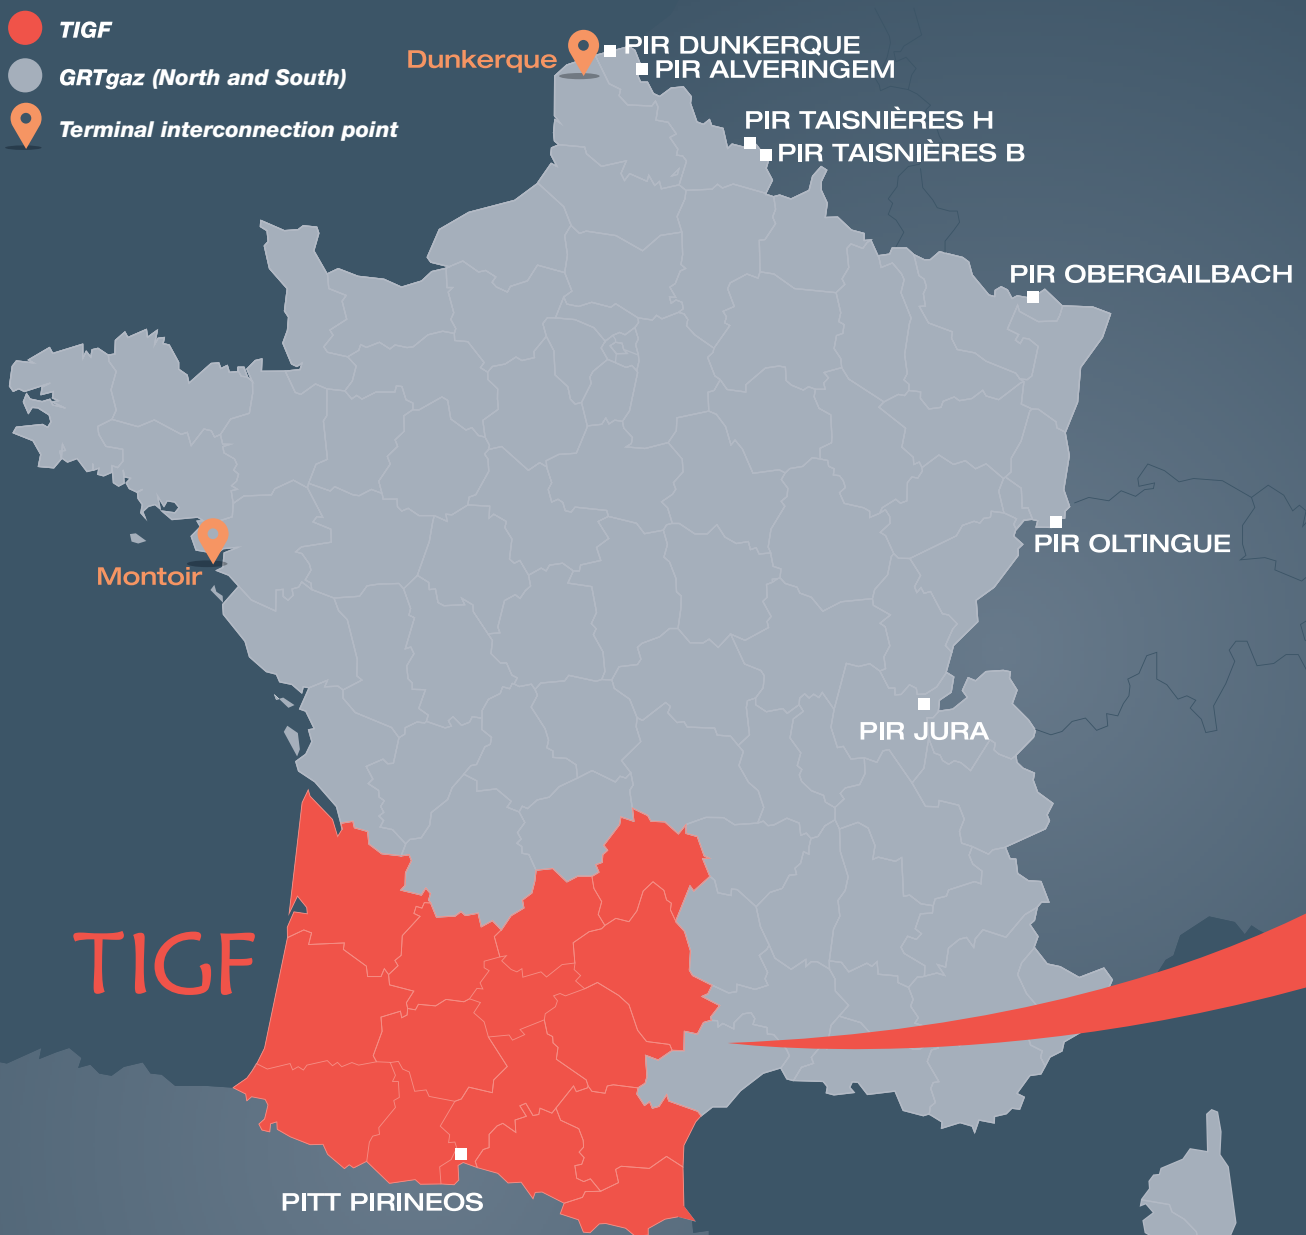 TIGF
GRTgaz (North and South)
Terminal interconnection point
Dunkerque
PIR DUNKERQUE
PIR ALVERINGEM
PIR TAISNIÈRES H
PIR TAISNIÈRES B
PIR OBERGAILBACH
PIR OLTINGUE
Montoir
PIR JURA
TIGF
PITT PIRINEOS